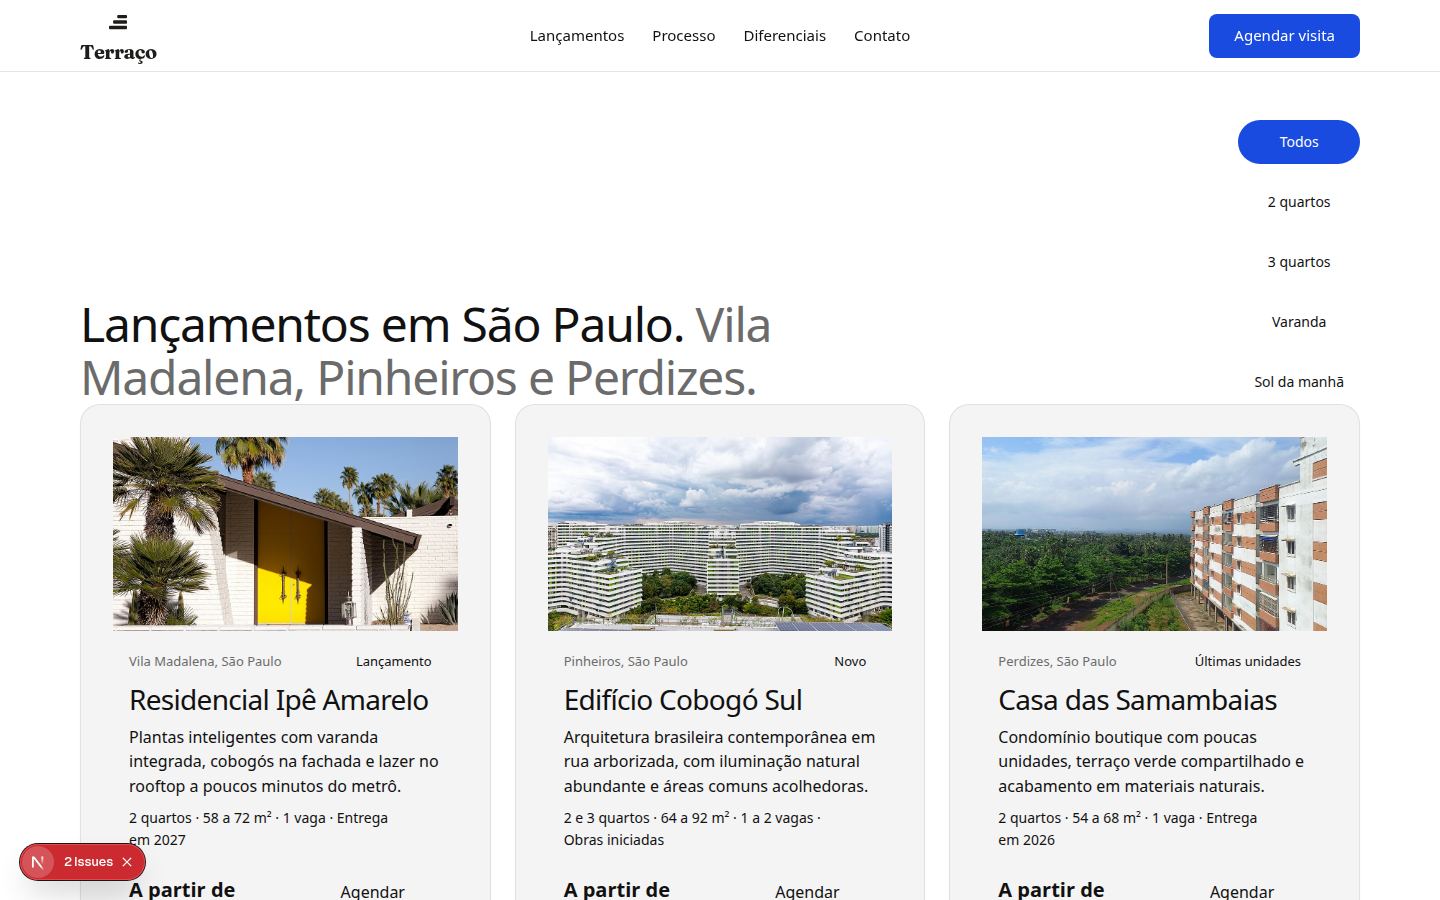 Terraço
Lançamentos
Processo
Diferenciais
Contato
Agendar visita
Todos
2 quartos
3 quartos
Varanda
Sol da manhã
Lançamentos em São Paulo. Vila
Madalena, Pinheiros e Perdizes.
Vila Madalena, São Paulo
Lançamento
Residencial Ipê Amarelo
Plantas inteligentes com varanda
integrada, cobogós na fachada e lazer no
rooftop a poucos minutos do metrô.
2 quartos · 58 a 72 m² · 1 vaga · Entrega
em 2027
A partir de
Agendar
Pinheiros, São Paulo
Novo
Edifício Cobogó Sul
Arquitetura brasileira contemporânea em
rua arborizada, com iluminação natural
abundante e áreas comuns acolhedoras.
2 e 3 quartos · 64 a 92 m² · 1 a 2 vagas ·
Obras iniciadas
A partir de
Agendar
Perdizes, São Paulo
Últimas unidades
Casa das Samambaias
Condomínio boutique com poucas
unidades, terraço verde compartilhado e
acabamento em materiais naturais.
2 quartos · 54 a 68 m² · 1 vaga · Entrega
em 2026
A partir de
Agendar
2 Issues